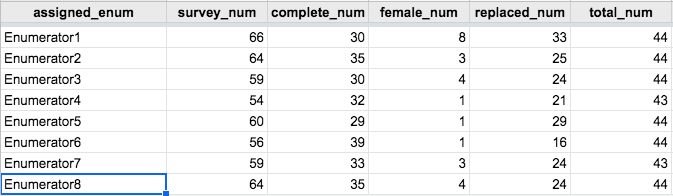 assigned_enum survey_num complete_num female_num replaced_num total_num
Enumerator1 66 30 8 33 44
Enumerator2 64 35 3 25 44
Enumerator3 59 30 4 24 44
Enumerator4 54 32 1 21 43
Enumerator5 60 29 1 29 44
Enumerator6 56 39 1 16 44
Enumerator7 59 33 3 24 43
Enumerator8 64 35 4 24 44